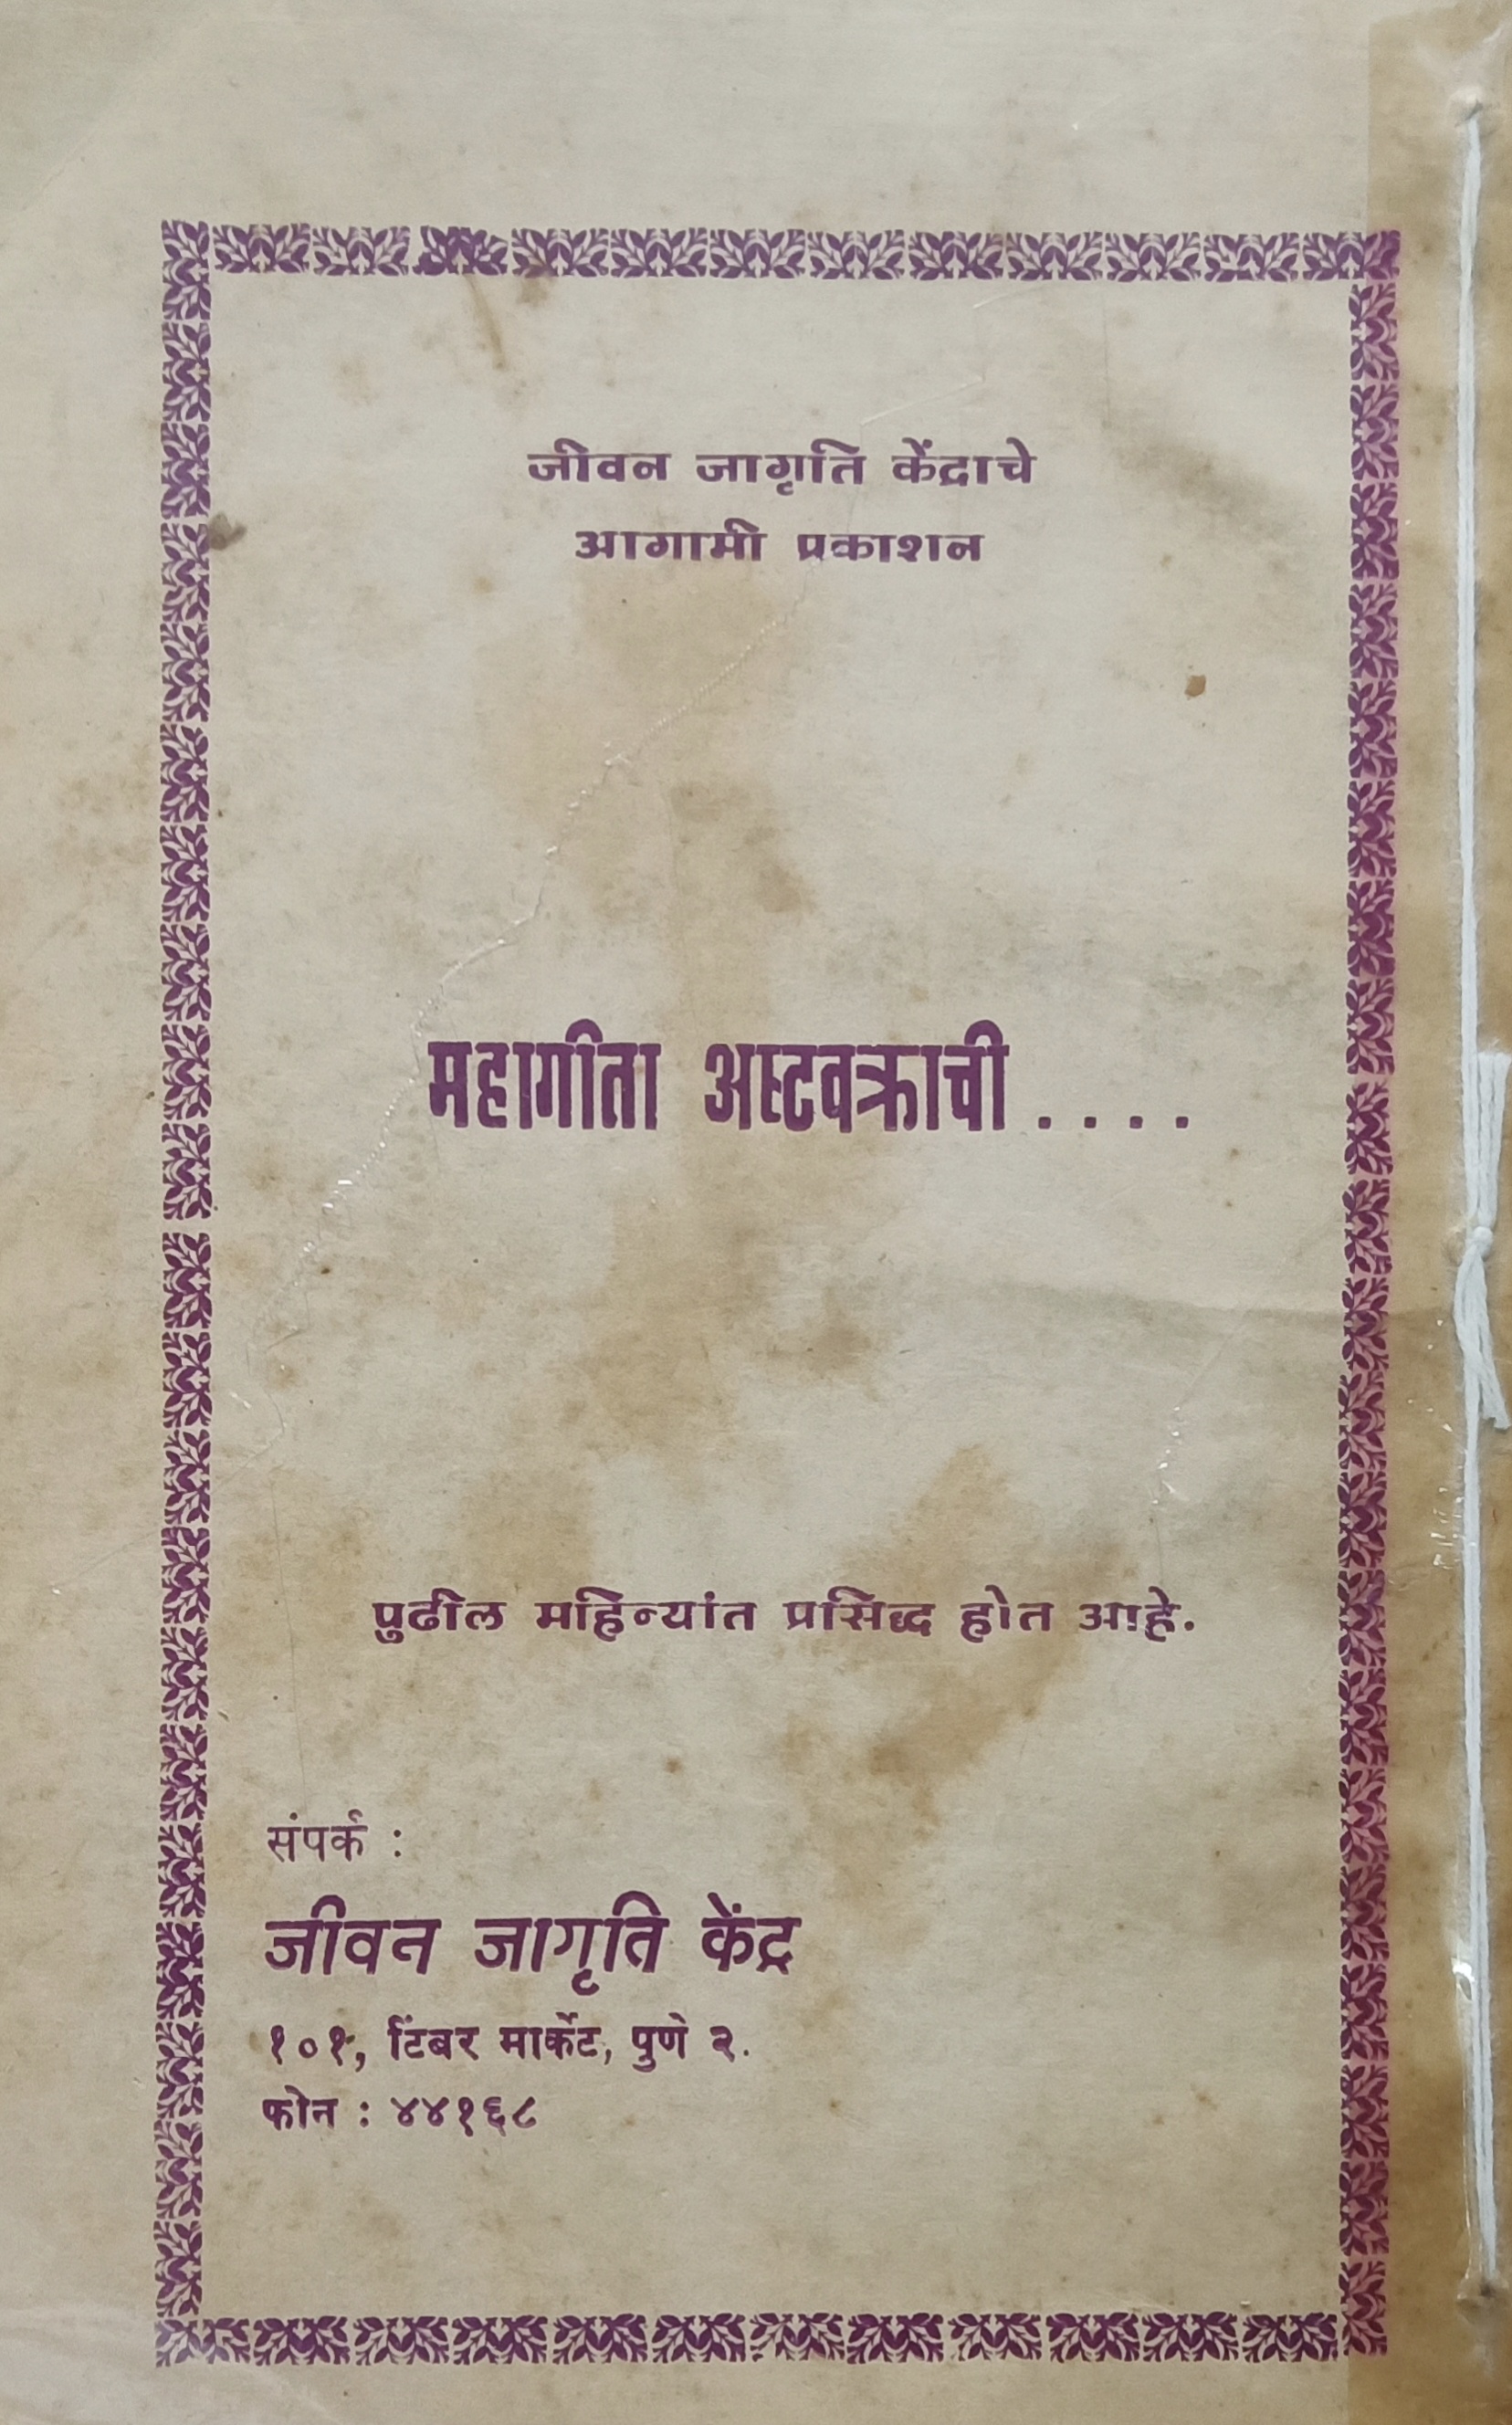 जीवन जागृति केंद्राचे
आगामी प्रकाशन
महागीता अष्टवक्राची . . . .
पुढील महिन्यांत प्रसिद्ध होत आहे.
संपर्क :
जीवन जागृति केंद्र
१०१, टिंबर मार्केट, पुणे २.
फोन : ४४१६८